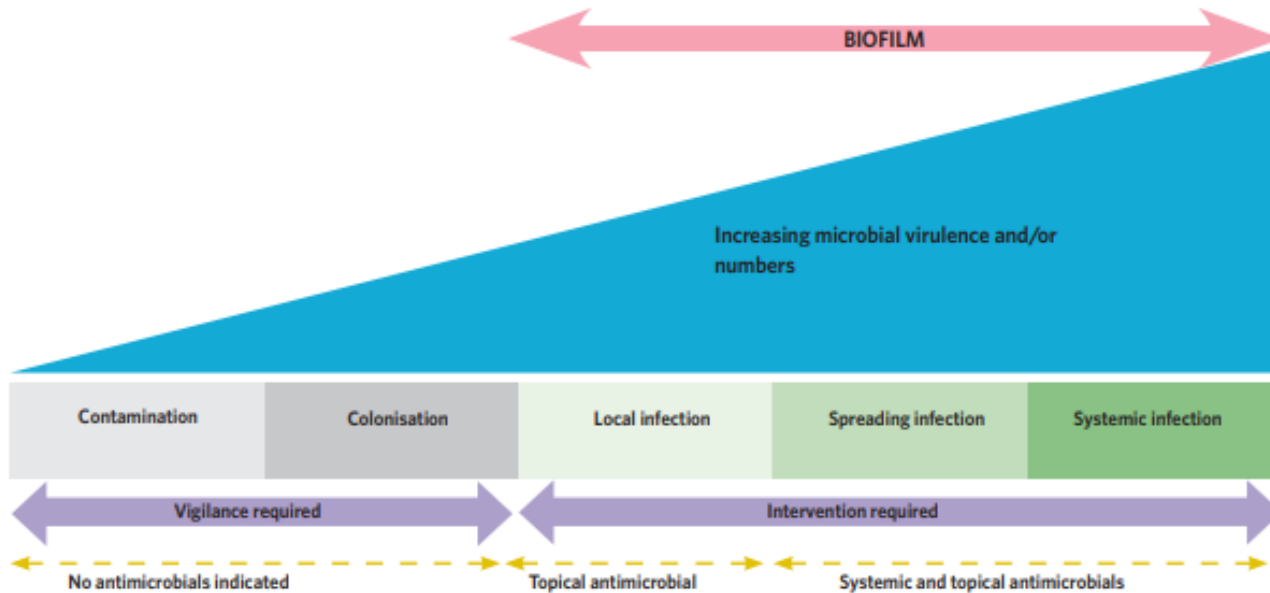 BIOFILM
Increasing microbial virulence and/or
numbers
Contamination
Colonisation
Local infection
Spreading infection
Systemic infection
Vigilance required
Intervention required
No antimicrobials indicated
Topical antimicrobial
Systemic and topical antimicrobials